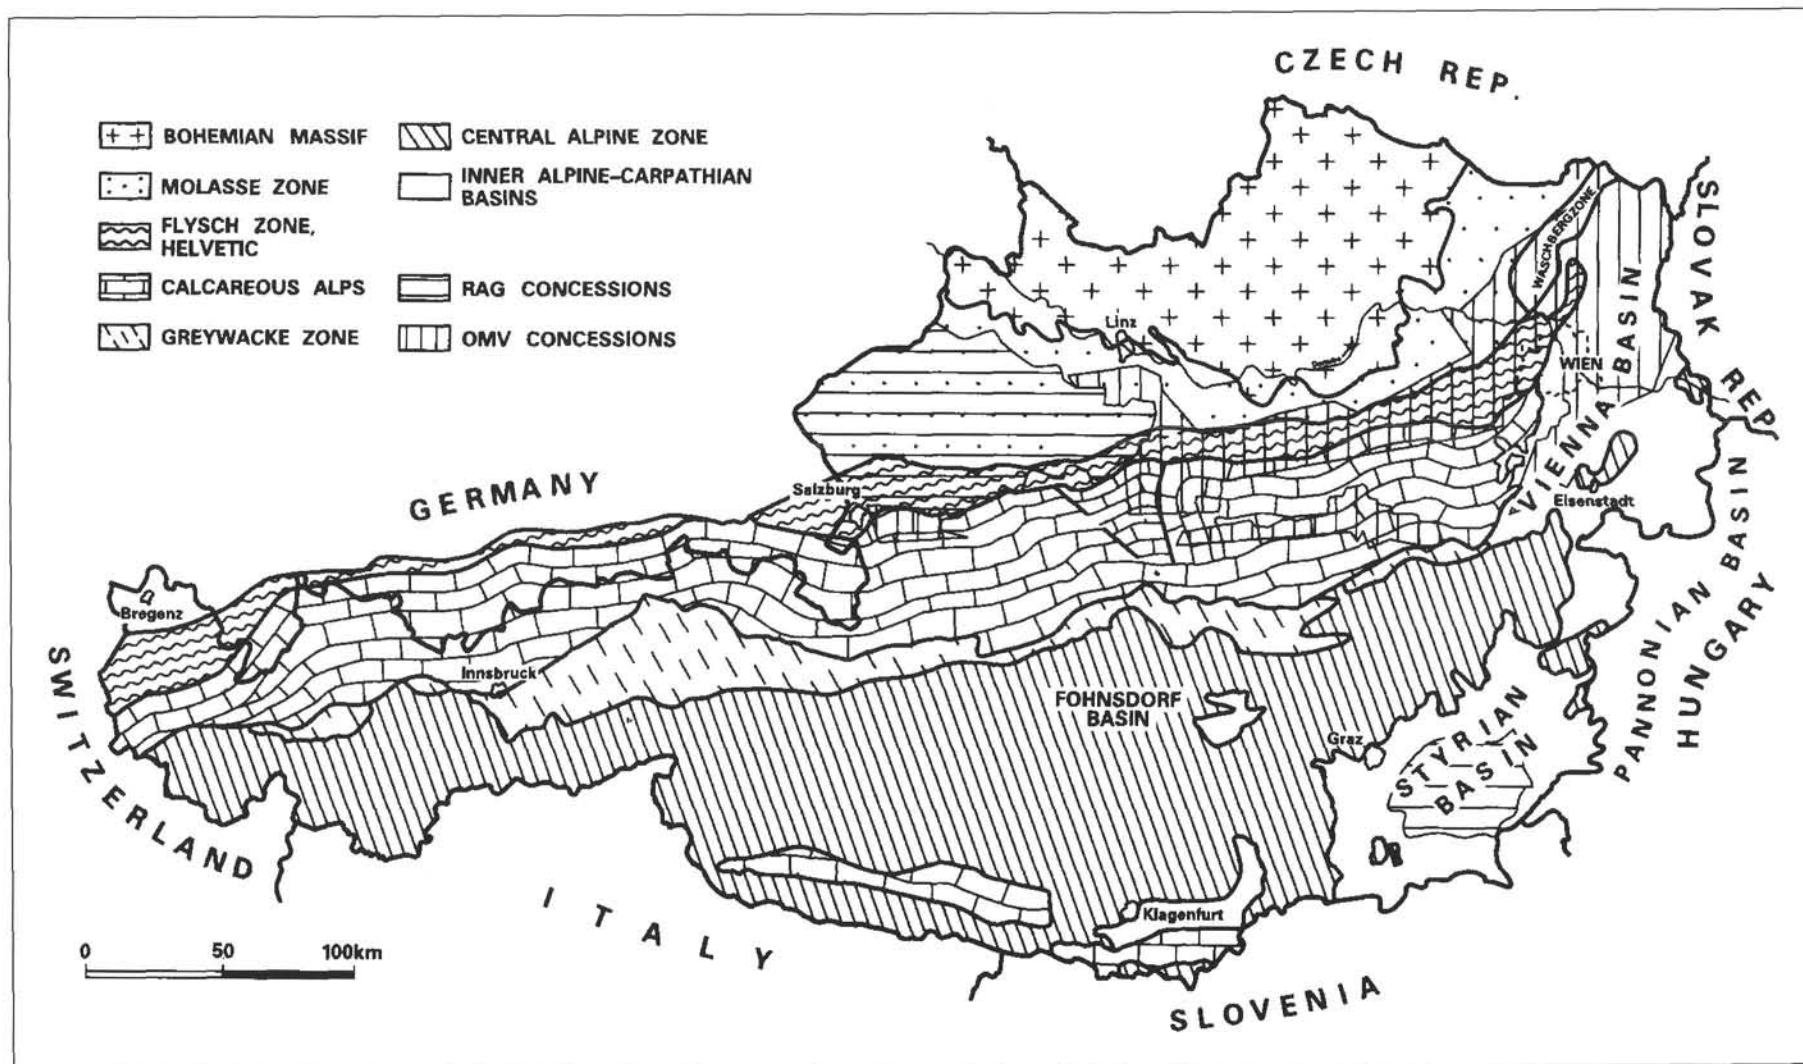 CZECH REP.
BOHEMIAN MASSIF
CENTRAL ALPINE ZONE
MOLASSE ZONE
INNER ALPINE–CARPATHIAN
BASINS
FLYSCH ZONE,
HELVETIC
CALCAREOUS ALPS
RAG CONCESSIONS
GREYWACKE ZONE
OMV CONCESSIONS
SLOVAK REP.
WASCHBERGZONE
Linz
WIEN
VIENNA BASIN
GERMANY
Salzburg
Eisenstadt
Bregenz
Innsbruck
SWITZERLAND
FOHNSDORF
BASIN
Graz
STYRIAN
BASIN
PANNONIAN BASIN
HUNGARY
ITALY
Klagenfurt
SLOVENIA
0 50 100km